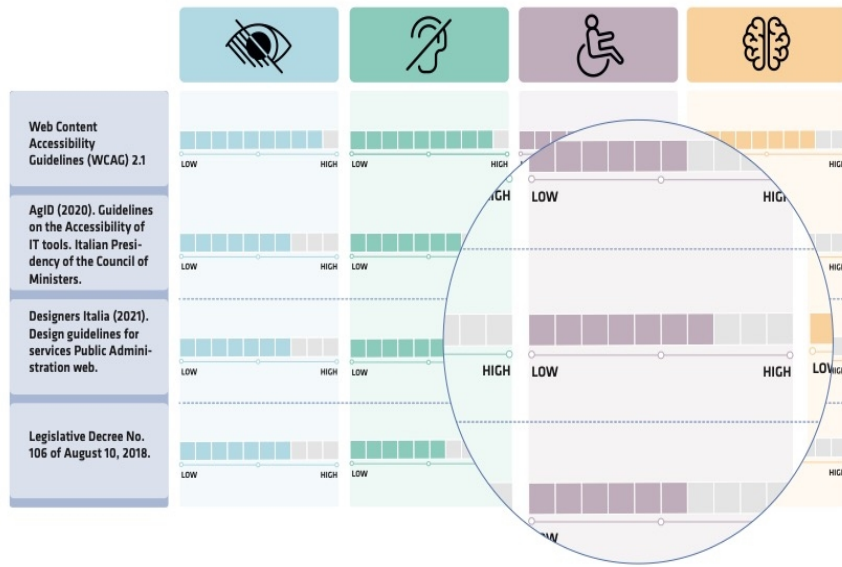 Web Content
Accessibility
Guidelines (WCAG) 2.1
LOW
HIGH
LOW
HIGH
HIGH
AgID (2020). Guidelines
on the Accessibility of
IT tools. Italian Presi-
dency of the Council of
Ministers.
LOW
HIGH
LOW
HIGH
LOW
HIGH
Designers Italia (2021).
Design guidelines for
services Public Admini-
stration web.
LOW
HIGH
LOW
HIGH
LOW
HIGH
Legislative Decree No.
106 of August 10, 2018.
LOW
HIGH
LOW
HIGH